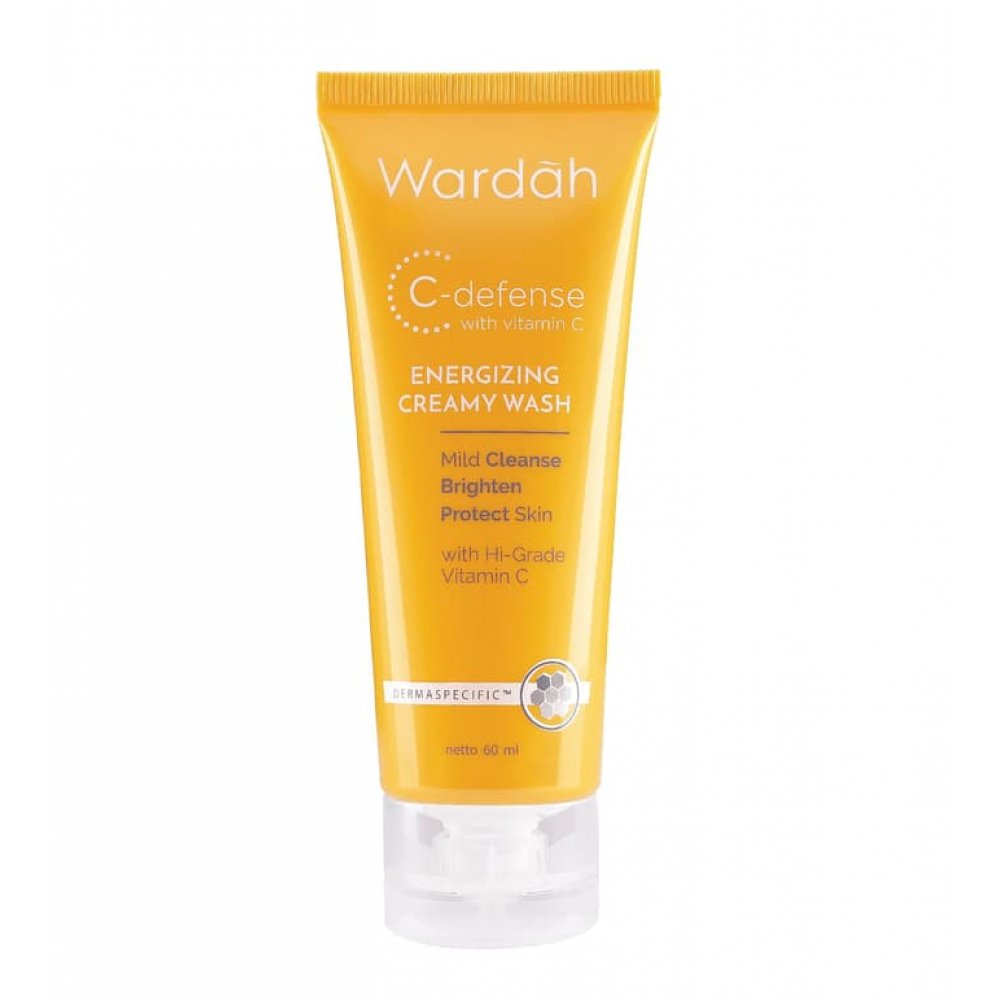 Wardãh
C-defense
with vitamin C
ENERGIZING
CREAMY WASH
Mild Cleanse
Brighten
Protect Skin
with Hi-Grade
Vitamin C
DERMASPECIFIC™
netto 60 ml